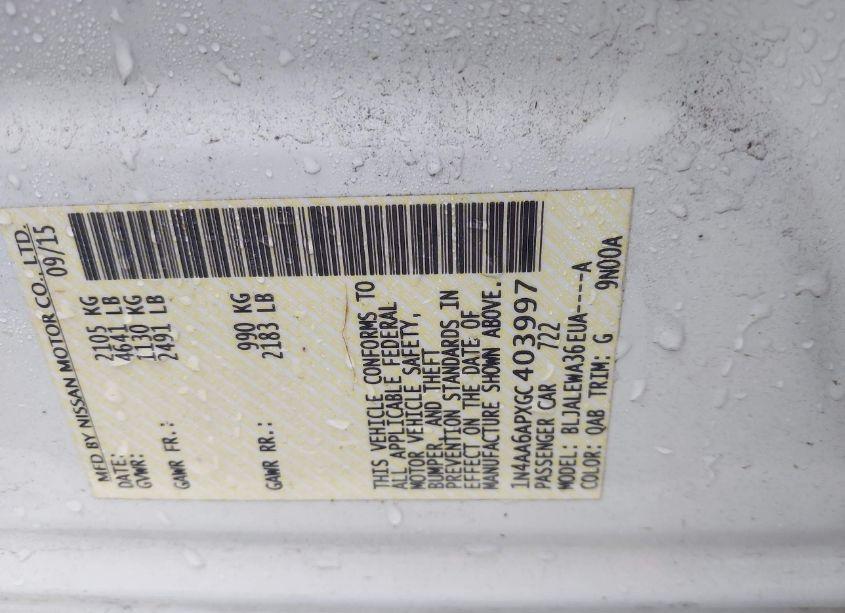 MFD BY NISSAN MOTOR CO., LTD.
DATE: 09/15
GVWR: 2105 KG
4641 LB
GAWR FR.: 1130 KG
2491 LB
GAWR RR.: 990 KG
2183 LB
THIS VEHICLE CONFORMS TO
ALL APPLICABLE FEDERAL
MOTOR VEHICLE SAFETY,
BUMPER, AND THEFT
PREVENTION STANDARDS IN
EFFECT ON THE DATE OF
MANUFACTURE SHOWN ABOVE.
1N4AA6APXGC403997
PASSENGER CAR 722
MODEL: BLJALEWA36EUA----A
COLOR: QAB TRIM: G 9N00A